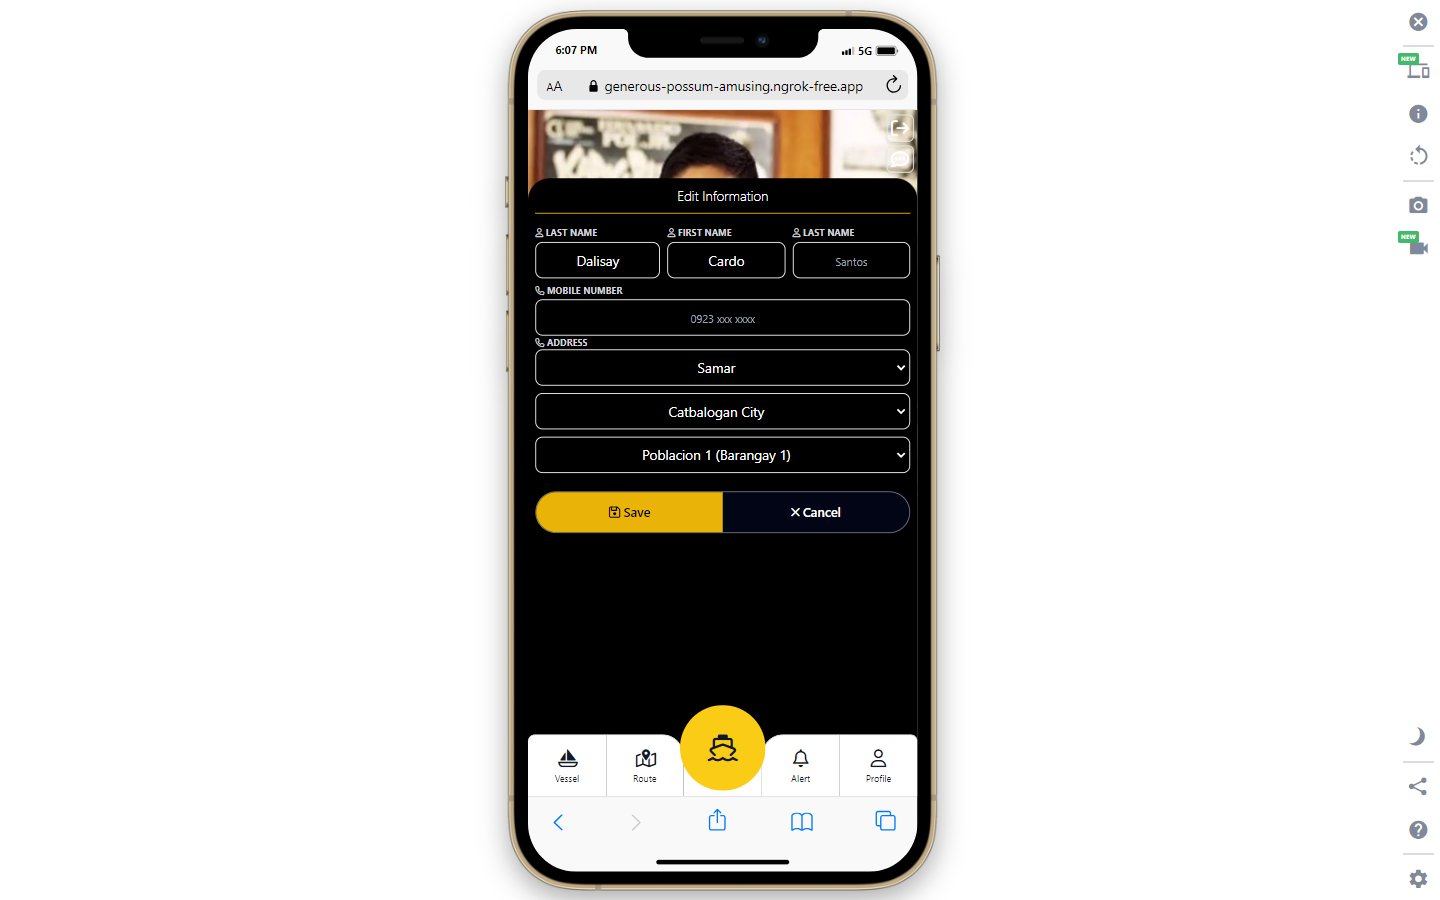 6:07 PM
5G
AA generous-possum-amusing.ngrok-free.app
Edit Information
LAST NAME FIRST NAME LAST NAME
Dalisay Cardo Santos
MOBILE NUMBER
0923 xxx xxxx
ADDRESS
Samar
Catbalogan City
Poblacion 1 (Barangay 1)
Save Cancel
Vessel Route Alert Profile
NEW
NEW